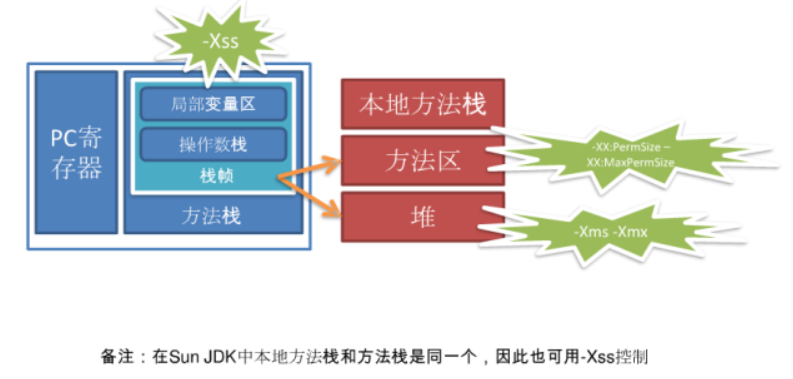 -Xss
局部变量区
PC寄
存器
操作数栈
栈帧
方法栈
本地方法栈
方法区
堆
-XX:PermSize –
XX:MaxPermSize
-Xms -Xmx
备注：在Sun JDK中本地方法栈和方法栈是同一个，因此也可用-Xss控制